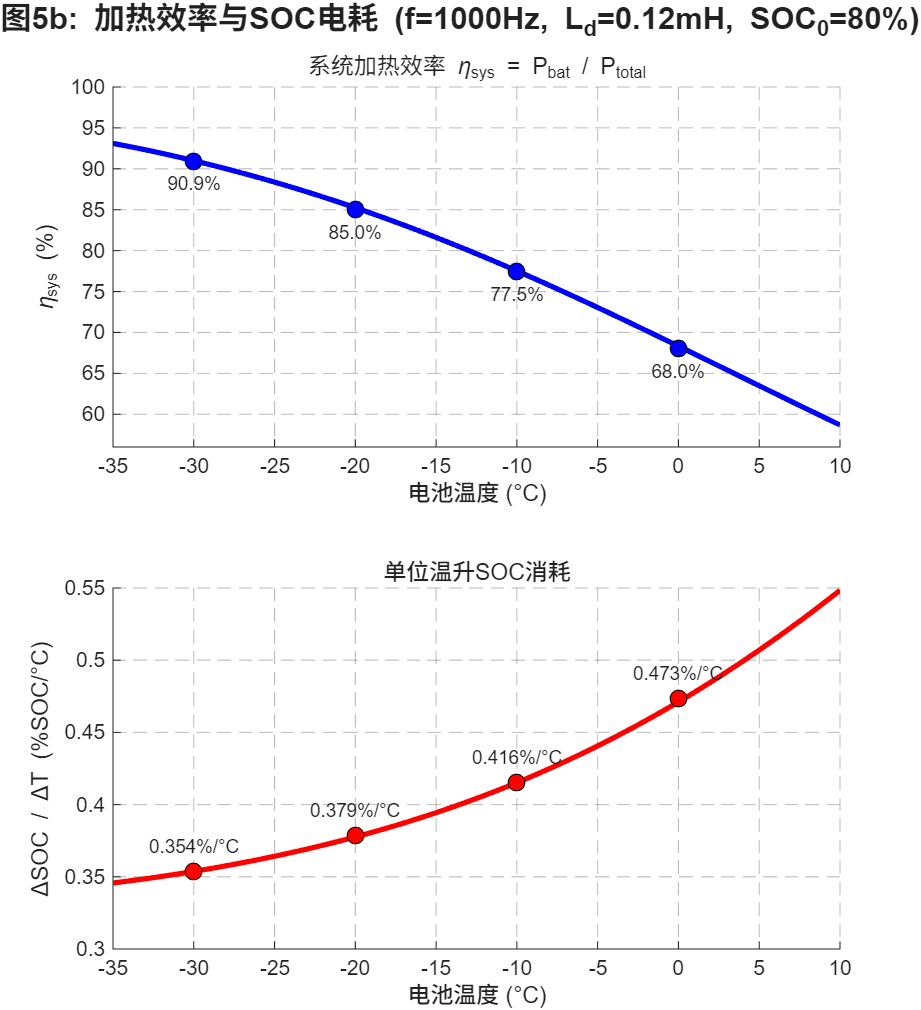 图5b: 加热效率与SOC电耗 (f=1000Hz, Ld=0.12mH, SOC0=80%)
系统加热效率 ηsys = Pbat / Ptotal
100
95
90
85
80
75
70
65
60
ηsys (%)
90.9%
85.0%
77.5%
68.0%
-35 -30 -25 -20 -15 -10 -5 0 5 10
电池温度 (°C)
单位温升SOC消耗
0.55
0.5
0.45
0.4
0.35
0.3
ΔSOC / ΔT (%SOC/°C)
0.354%/°C
0.379%/°C
0.416%/°C
0.473%/°C
-35 -30 -25 -20 -15 -10 -5 0 5 10
电池温度 (°C)